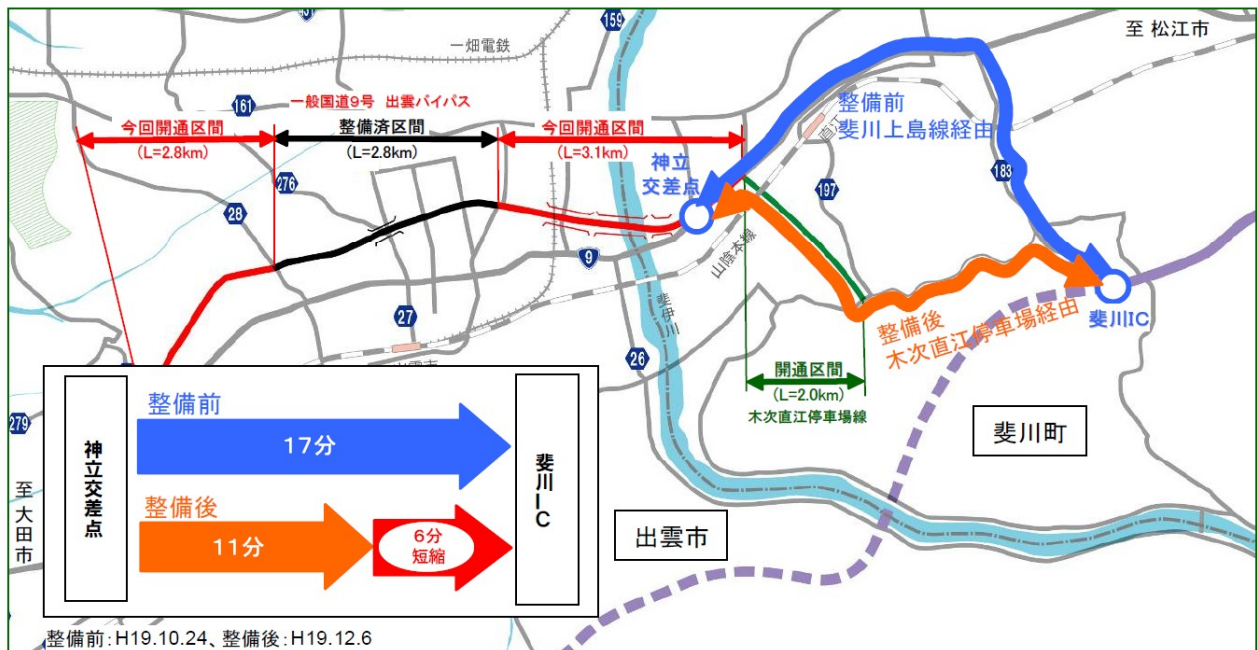 159
一畑電鉄
至 松江市
161
一般国道9号 出雲バイパス
今回開通区間
(L=2.8km)
整備済区間
(L=2.8km)
今回開通区間
(L=3.1km)
整備前
斐川上島線経由
直江
神立
交差点
183
197
276
28
9
山陰本線
斐伊川
27
26
斐川IC
整備後
木次直江停車場経由
開通区間
(L=2.0km)
木次直江停車場線
斐川町
出雲市
279
至 大田市
神立交差点
整備前
17分
整備後
11分
6分
短縮
斐川IC
整備前:H19.10.24、整備後:H19.12.6